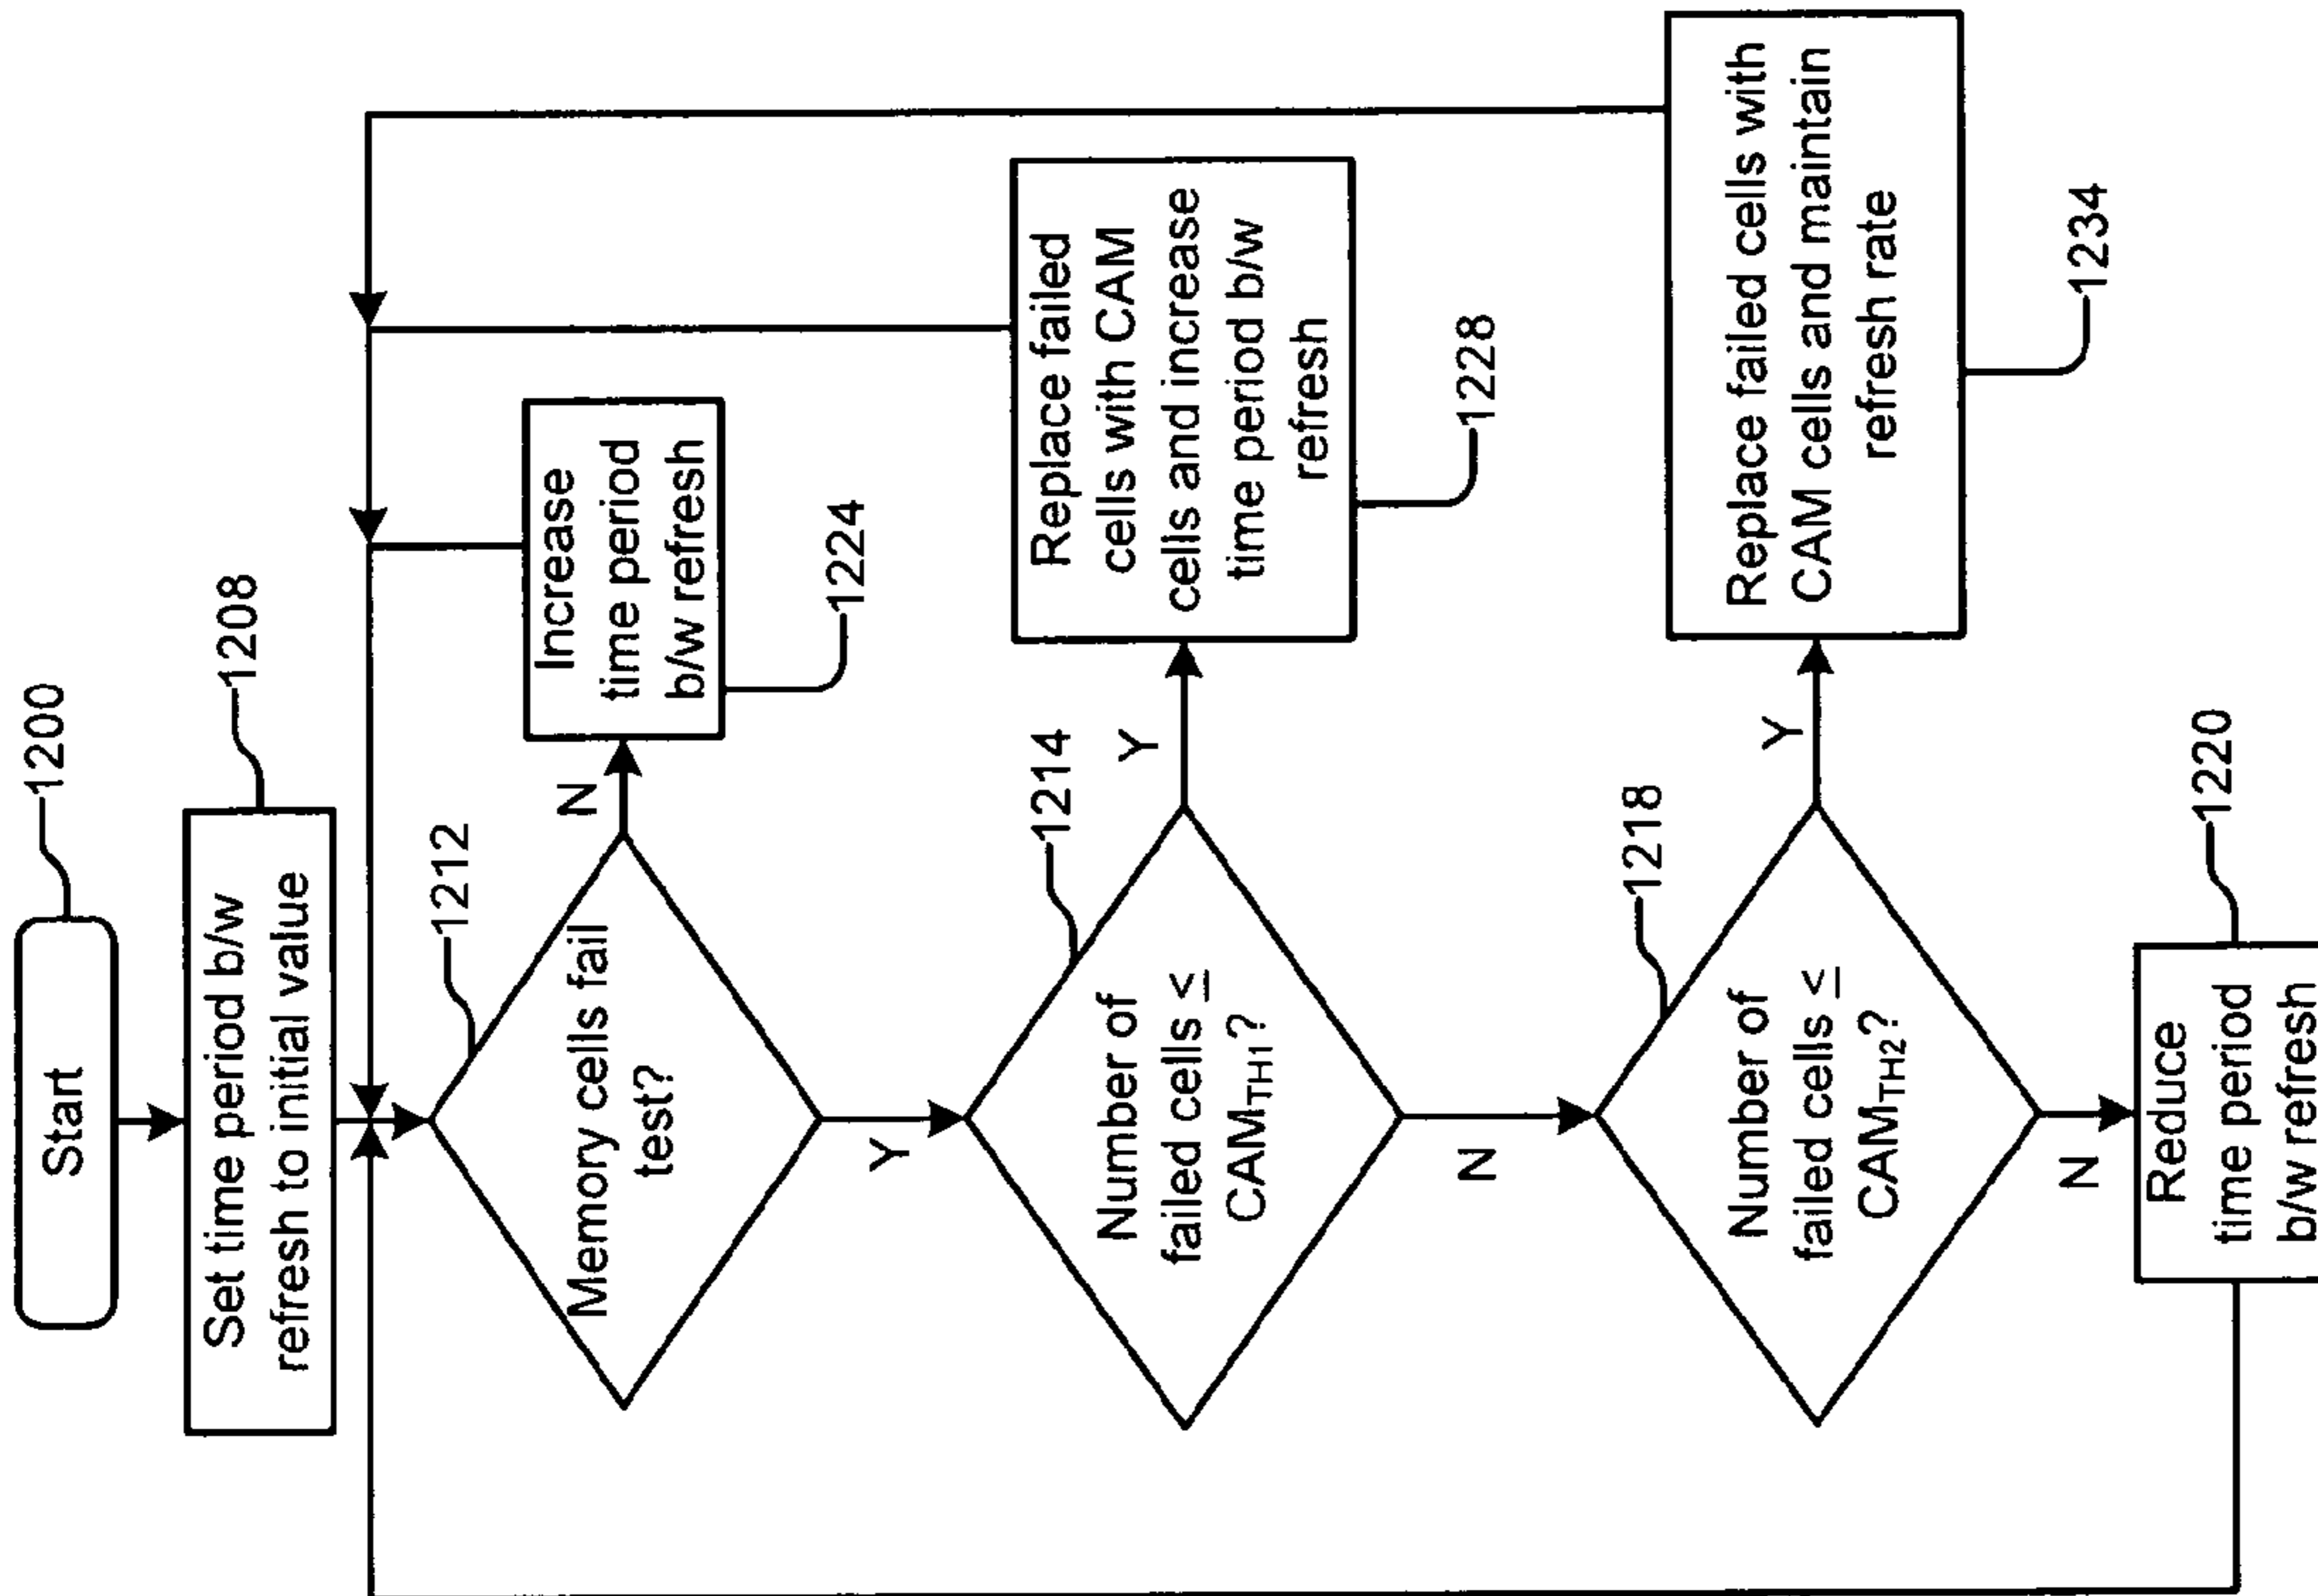 Start
1200
Set time period b/w
refresh to initial value
1208
Memory cells fail
test?
1212
N
Increase
time period
b/w refresh
1224
Y
Number of
failed cells ≤
CAMTH1?
1214
Y
Replace failed
cells with CAM
cells and increase
time period b/w
refresh
1228
N
Number of
failed cells ≤
CAMTH2?
1218
Y
Replace failed cells with
CAM cells and maintain
refresh rate
1234
N
Reduce
time period
b/w refresh
1220